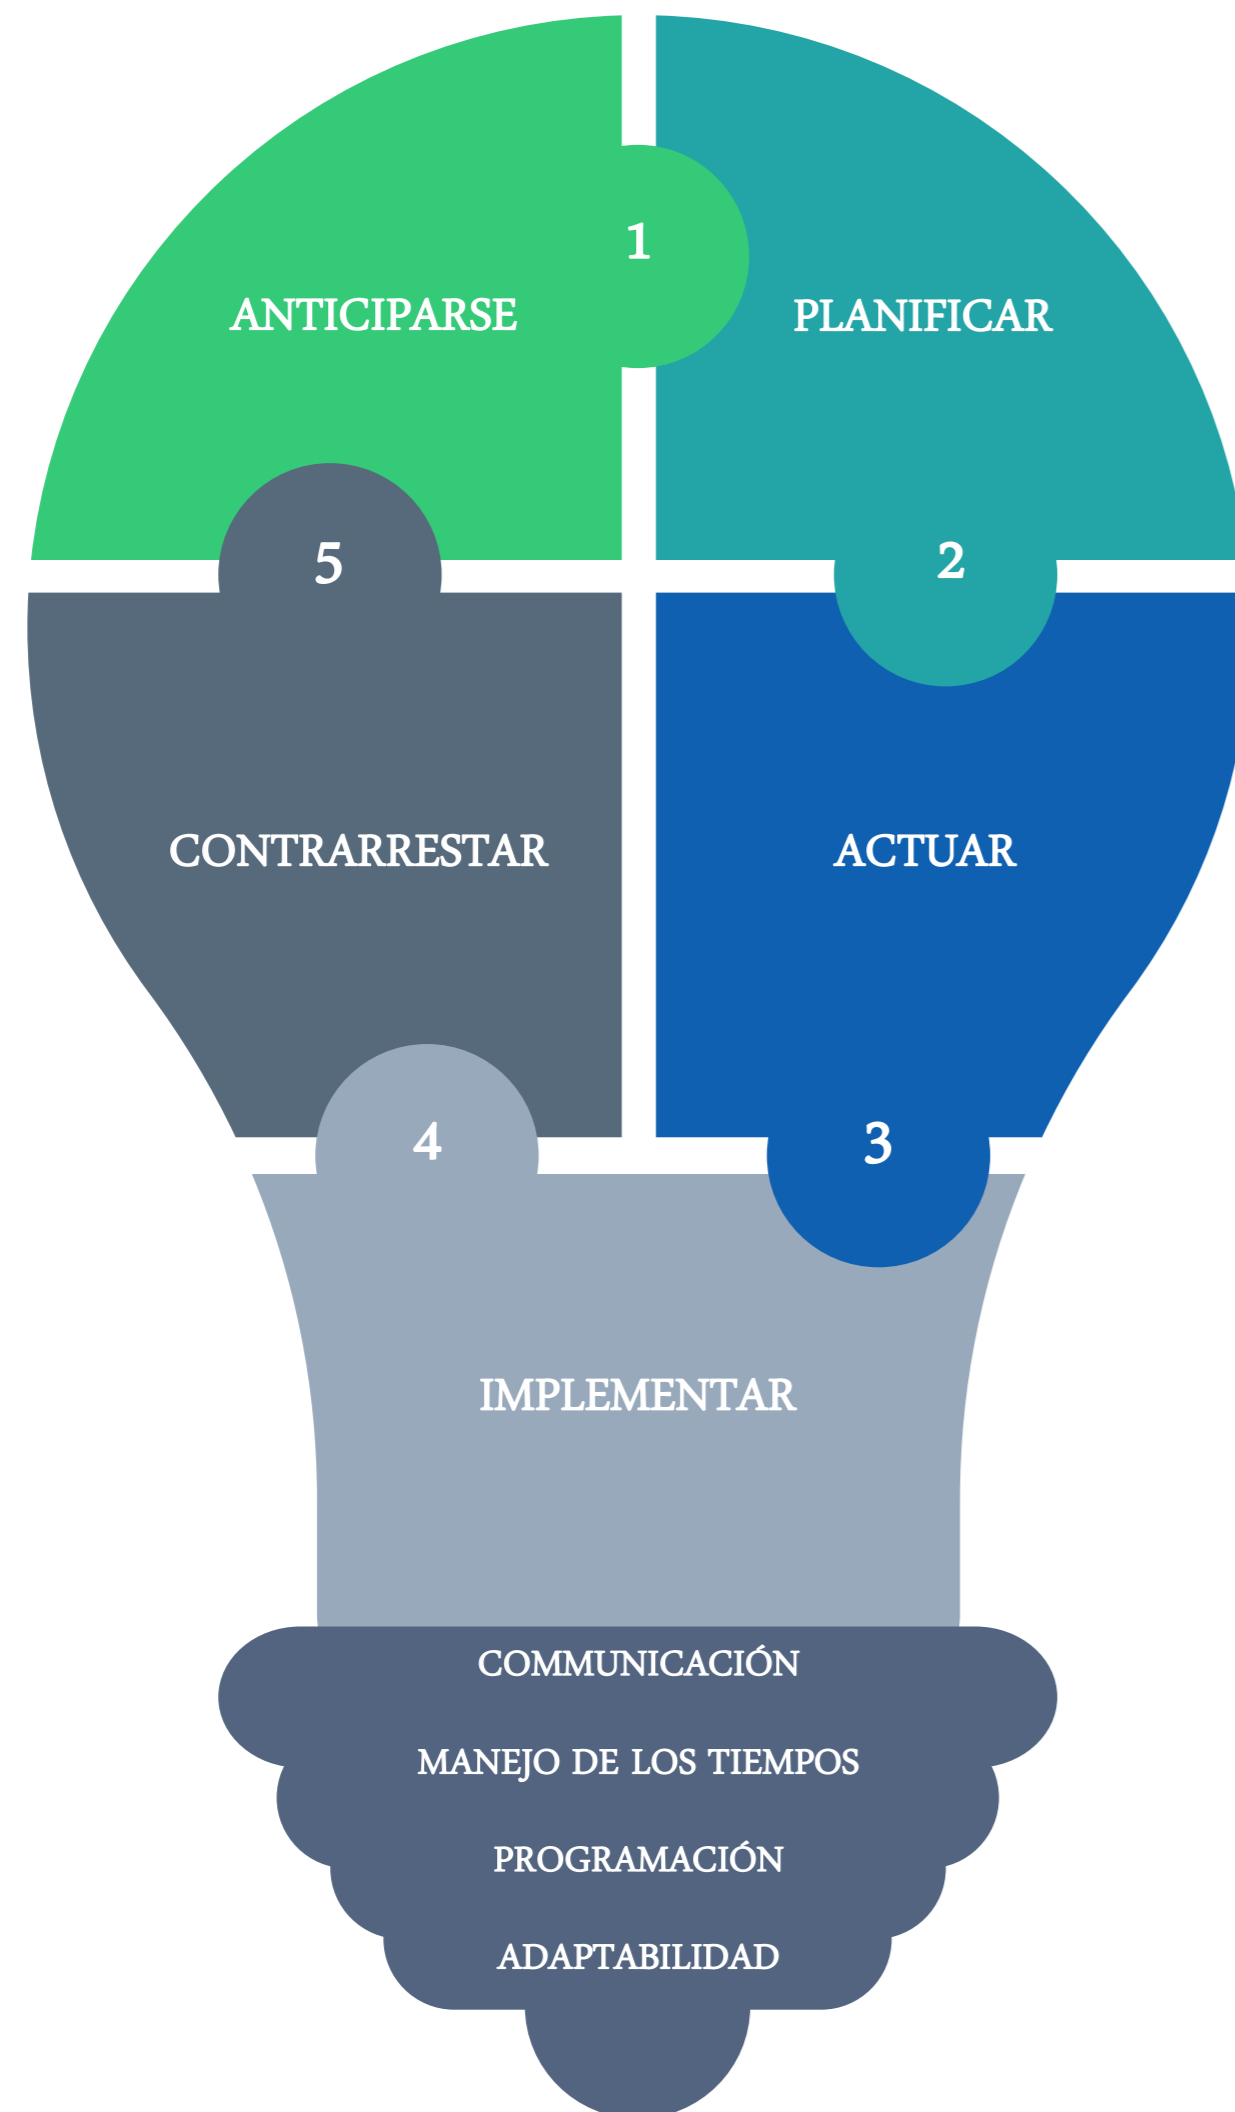 1
ANTICIPARSE
PLANIFICAR
5
2
CONTRARRESTAR
ACTUAR
4
3
IMPLEMENTAR
COMMUNICACIÓN
MANEJO DE LOS TIEMPOS
PROGRAMACIÓN
ADAPTABILIDAD